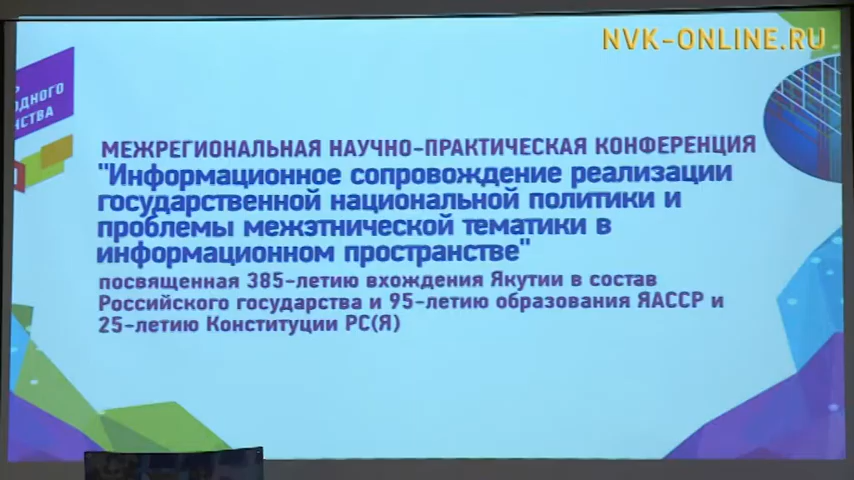 NVK-ONLINE.RU
ДНОГО
МЕЖРЕГИОНАЛЬНАЯ НАУЧНО-ПРАКТИЧЕСКАЯ КОНФЕРЕНЦИЯ
"Информационное сопровождение реализации
государственной национальной политики и
проблемы межэтнической тематики в
информационном пространстве"
посвященная 385-летию вхождения Якутии в состав
Российского государства и 95-летию образования ЯАССР и
25-летию Конституции РС(Я)